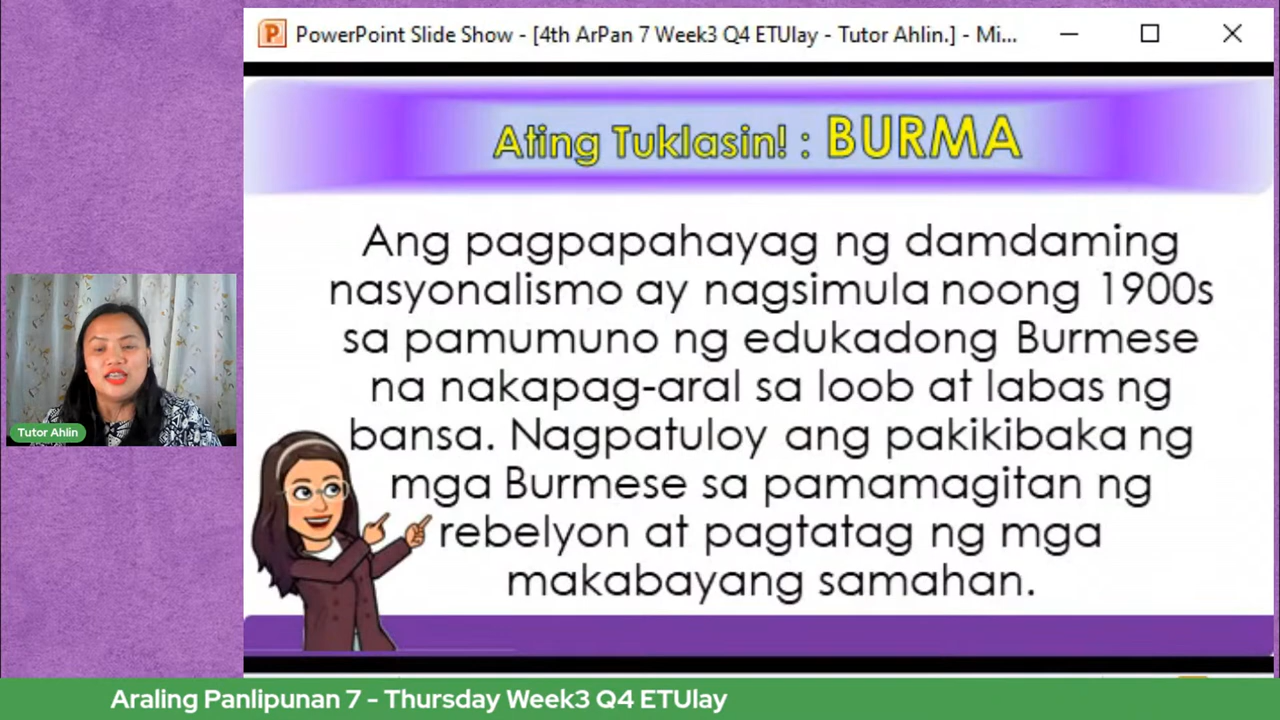 PowerPoint Slide Show - [4th ArPan 7 Week3 Q4 ETUlay - Tutor Ahlin.] - Mi...
Ating Tuklasin! : BURMA
Ang pagpapahayag ng damdaming
nasyonalismo ay nagsimula noong 1900s
sa pamumuno ng edukadong Burmese
na nakapag-aral sa loob at labas ng
bansa. Nagpatuloy ang pakikibaka ng
mga Burmese sa pamamagitan ng
rebelyon at pagtatag ng mga
makabayang samahan.
Tutor Ahlin
Araling Panlipunan 7 - Thursday Week3 Q4 ETUlay